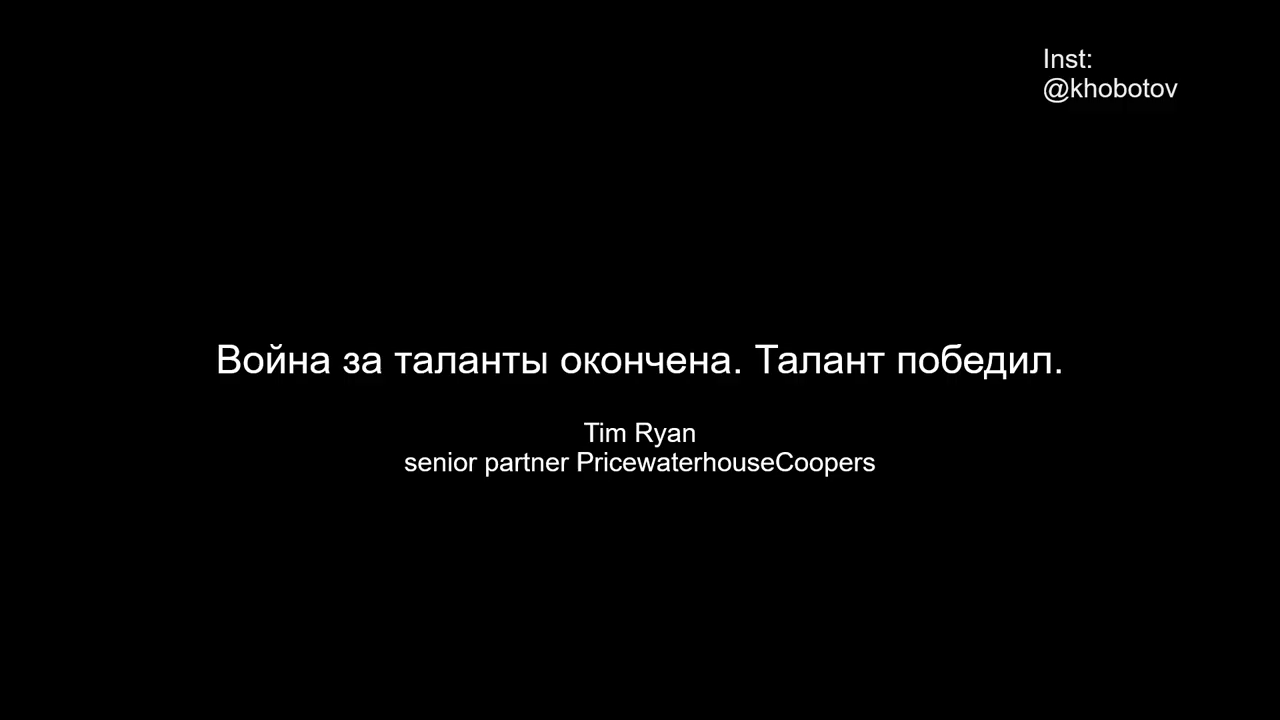 Inst:
@khobotov
Война за таланты окончена. Талант победил.
Tim Ryan
senior partner PricewaterhouseCoopers